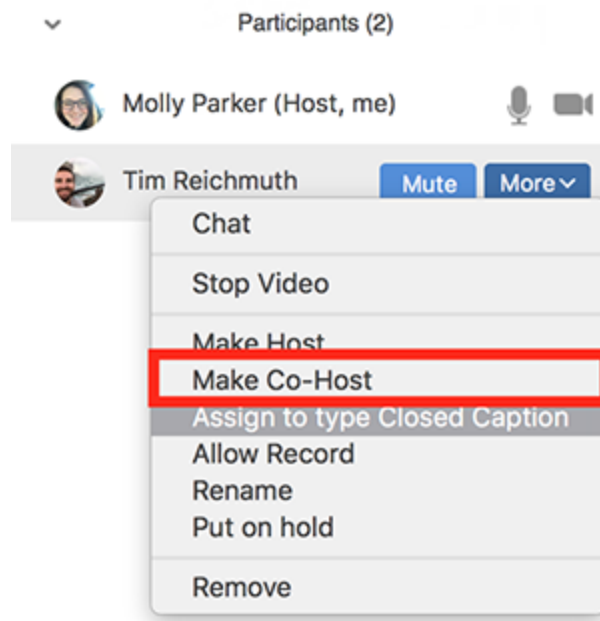 Participants (2)
Molly Parker (Host, me)
Tim Reichmuth Mute More
Chat
Stop Video
Make Host
Make Co-Host
Assign to type Closed Caption
Allow Record
Rename
Put on hold
Remove